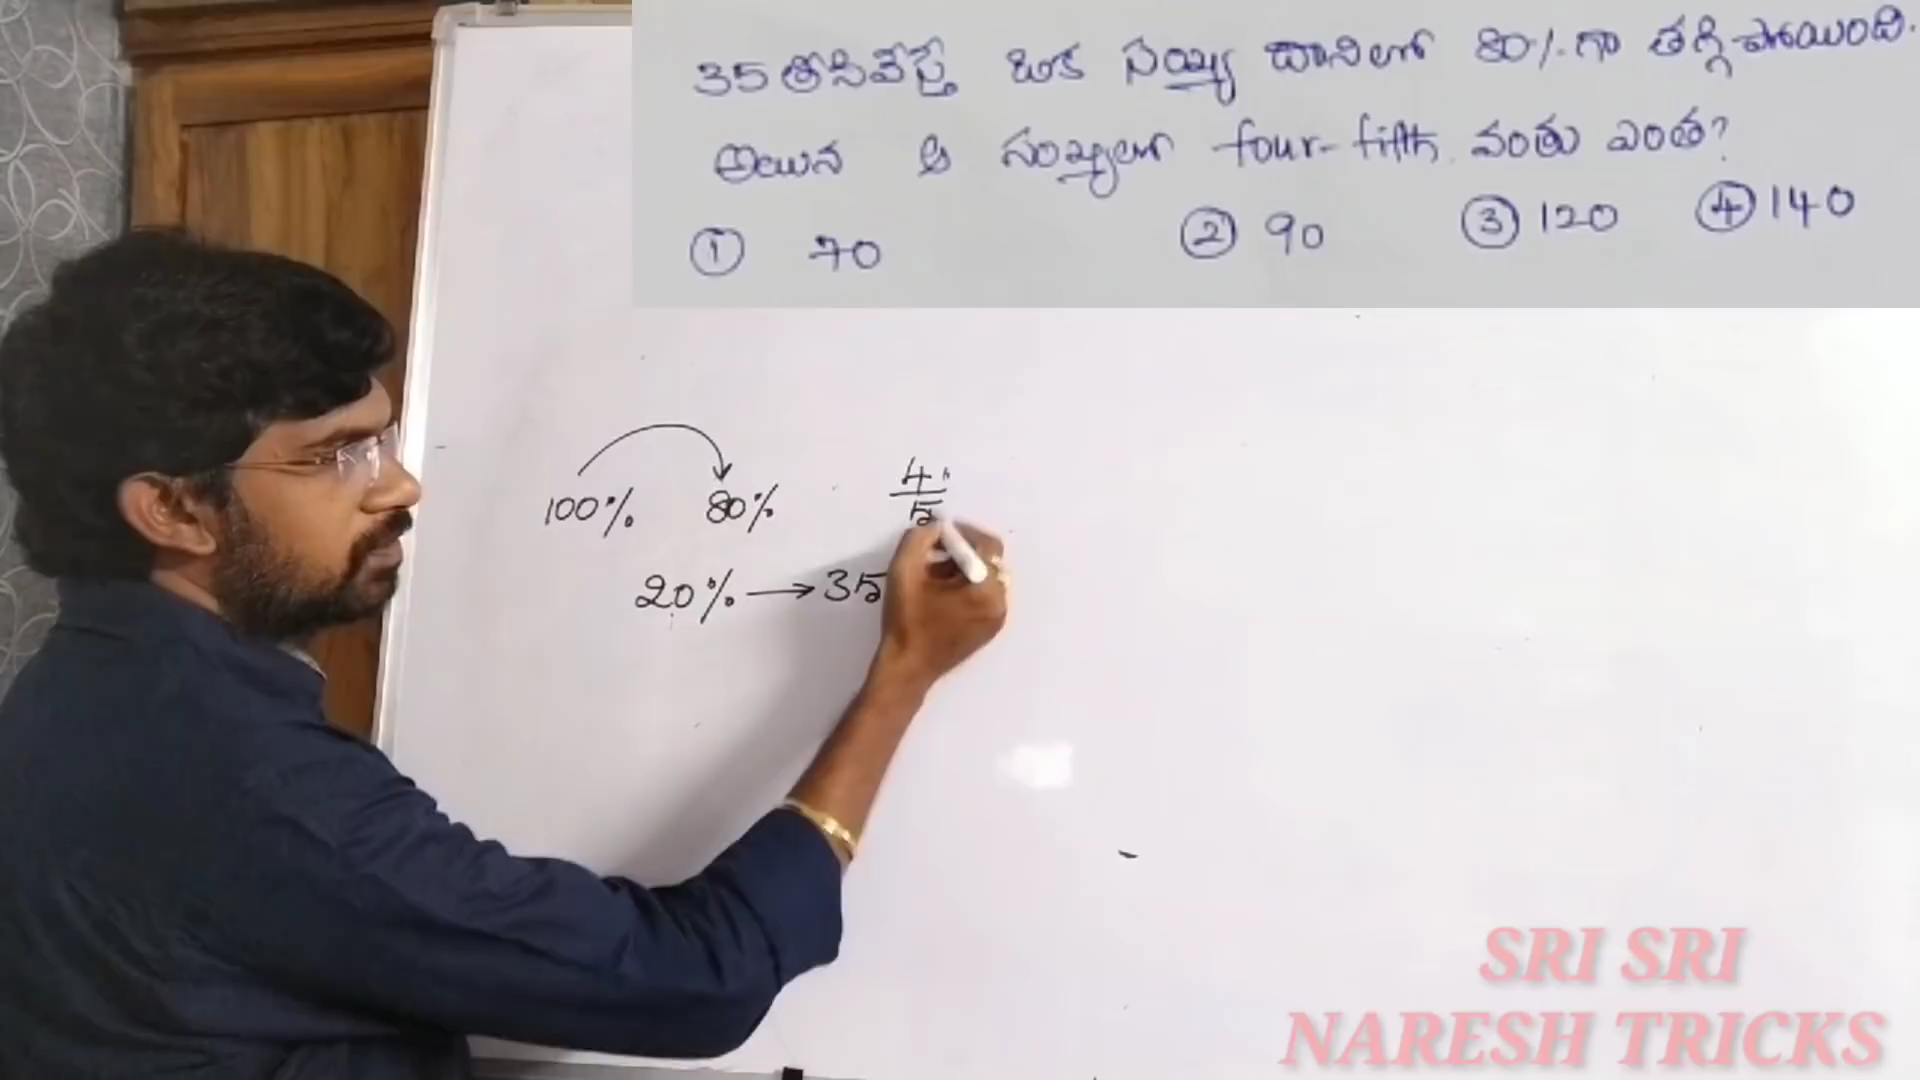 35 తీసివేస్తే ఒక సంఖ్య దానిలో 80% గా తగ్గిపోయింది.
అయిన ఆ సంఖ్యలో four-fifth వంతు ఎంత?
① 70 ② 90 ③ 120 ④ 140
100% 80% 4/5
20% → 35
SRI SRI
NARESH TRICKS